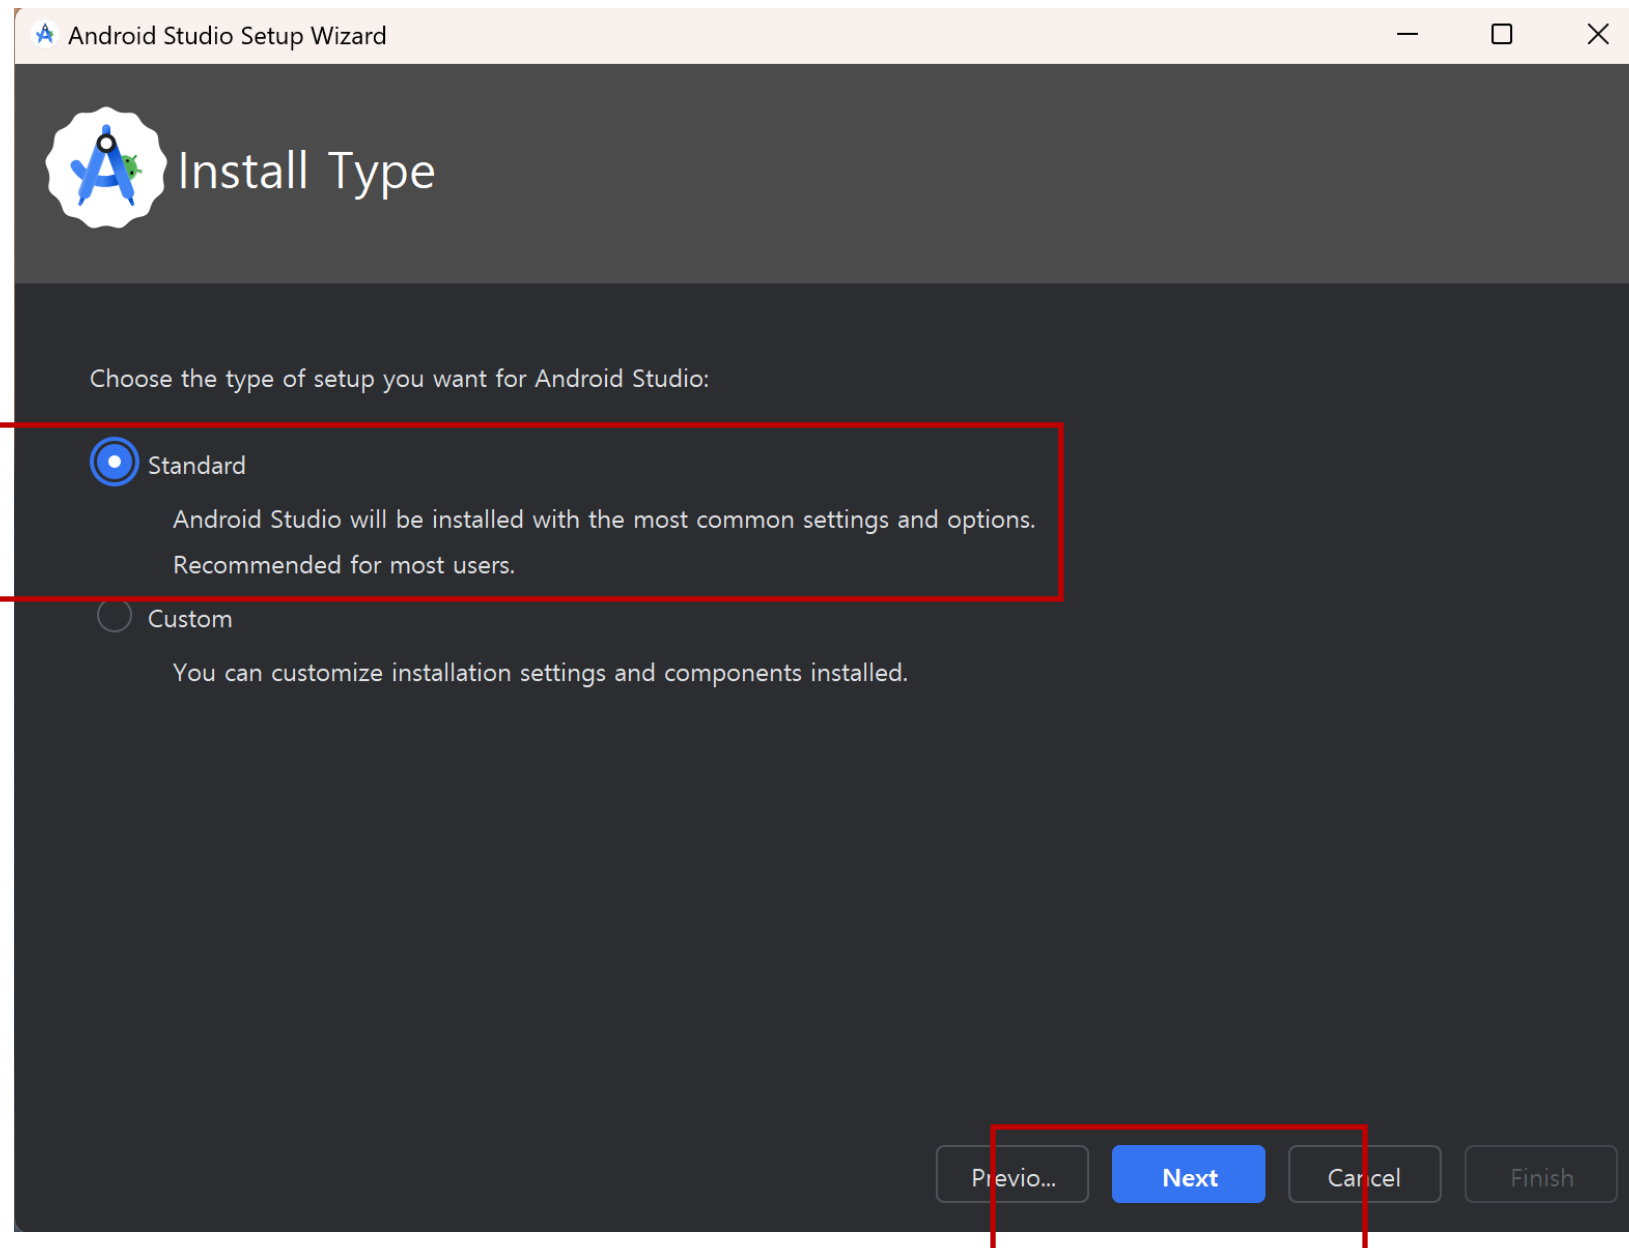 Android Studio Setup Wizard
Install Type
Choose the type of setup you want for Android Studio:
Standard
Android Studio will be installed with the most common settings and options.
Recommended for most users.
Custom
You can customize installation settings and components installed.
Previo...
Next
Cancel
Finish